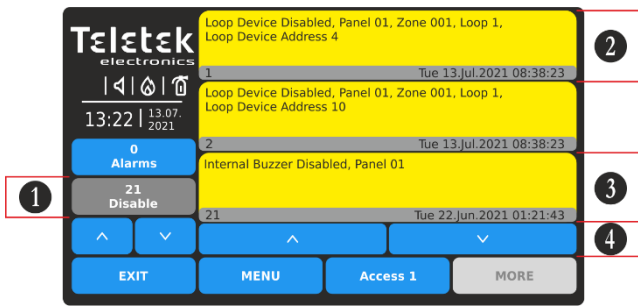 Teletek
electronics
13:22
13.07.
2021
0
Alarms
1
21
Disable
EXIT
Loop Device Disabled, Panel 01, Zone 001, Loop 1,
Loop Device Address 4
1 Tue 13.Jul.2021 08:38:23
2
Loop Device Disabled, Panel 01, Zone 001, Loop 1,
Loop Device Address 10
2 Tue 13.Jul.2021 08:38:23
Internal Buzzer Disabled, Panel 01
21 Tue 22.Jun.2021 01:21:43
3
4
MENU
Access 1
MORE